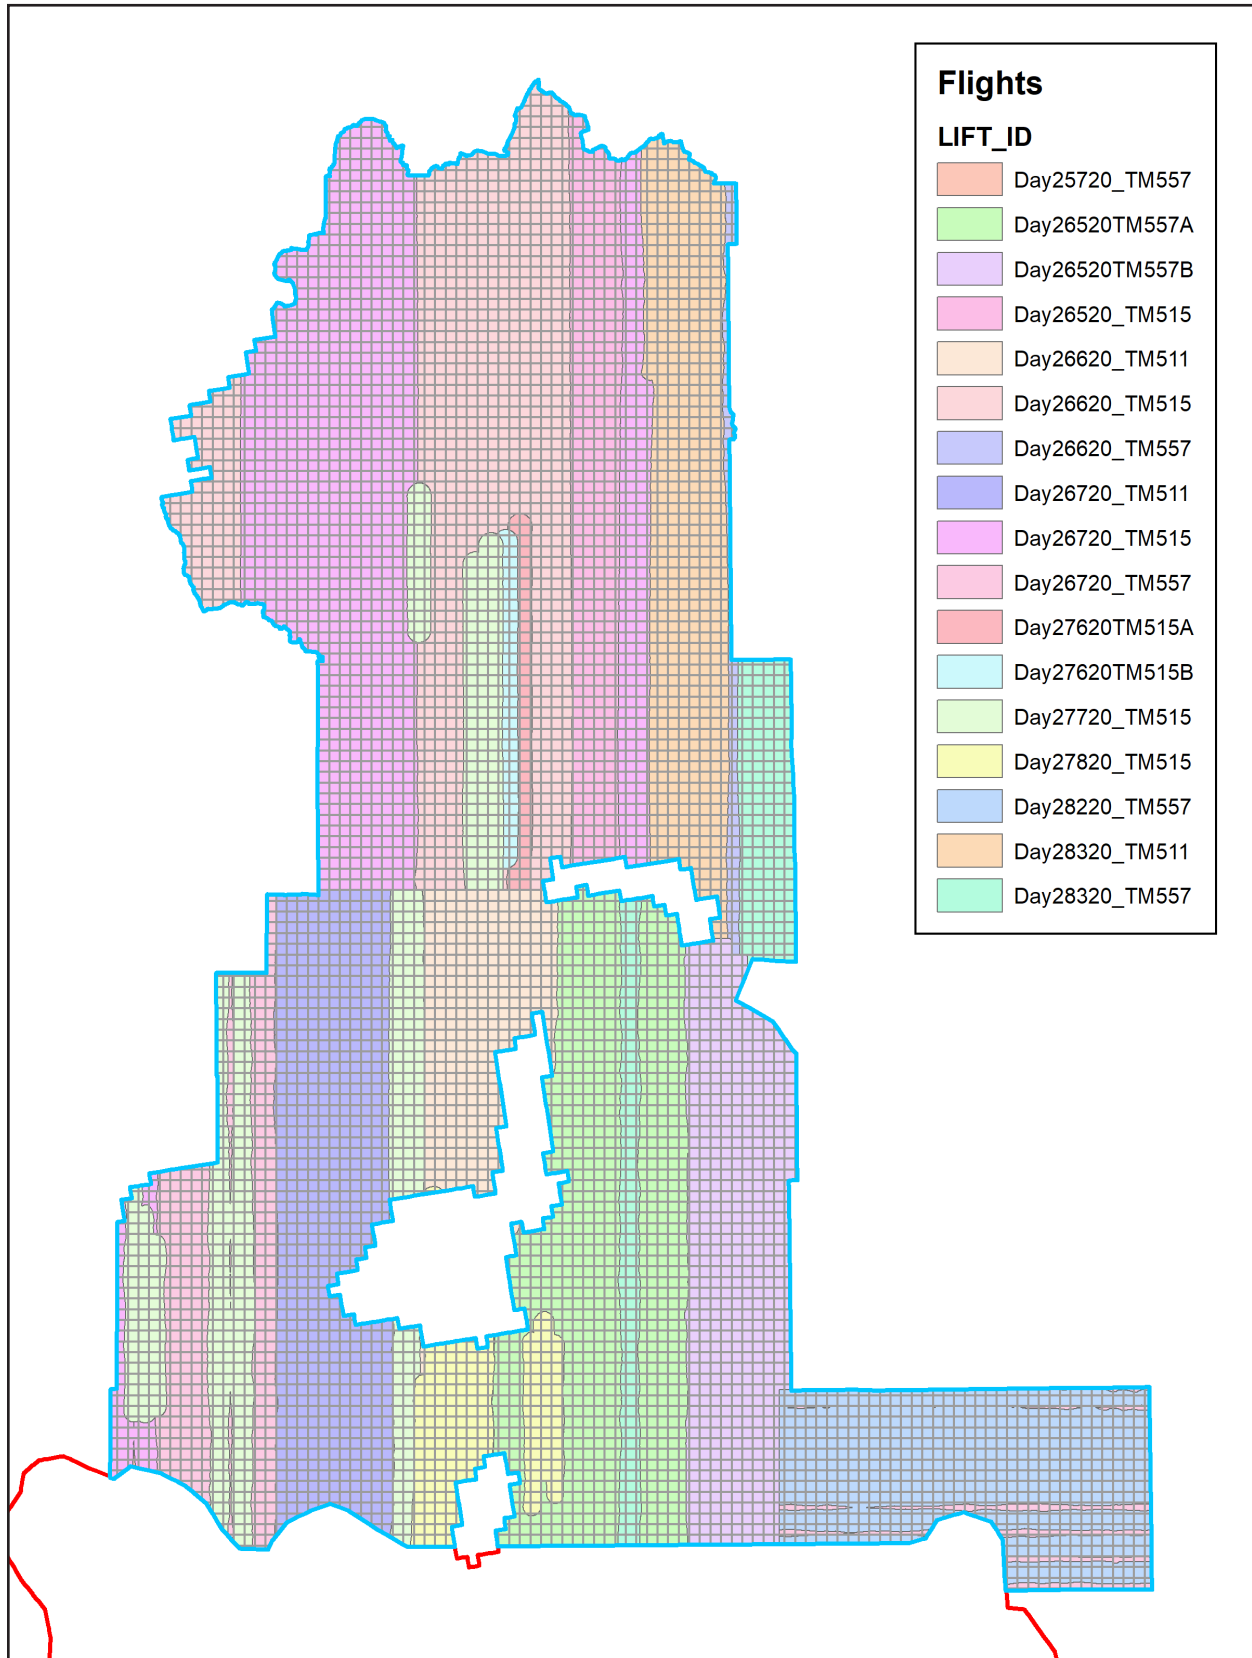 Flights
LIFT_ID
Day25720_TM557
Day26520TM557A
Day26520TM557B
Day26520_TM515
Day26620_TM511
Day26620_TM515
Day26620_TM557
Day26720_TM511
Day26720_TM515
Day26720_TM557
Day27620TM515A
Day27620TM515B
Day27720_TM515
Day27820_TM515
Day28220_TM557
Day28320_TM511
Day28320_TM557